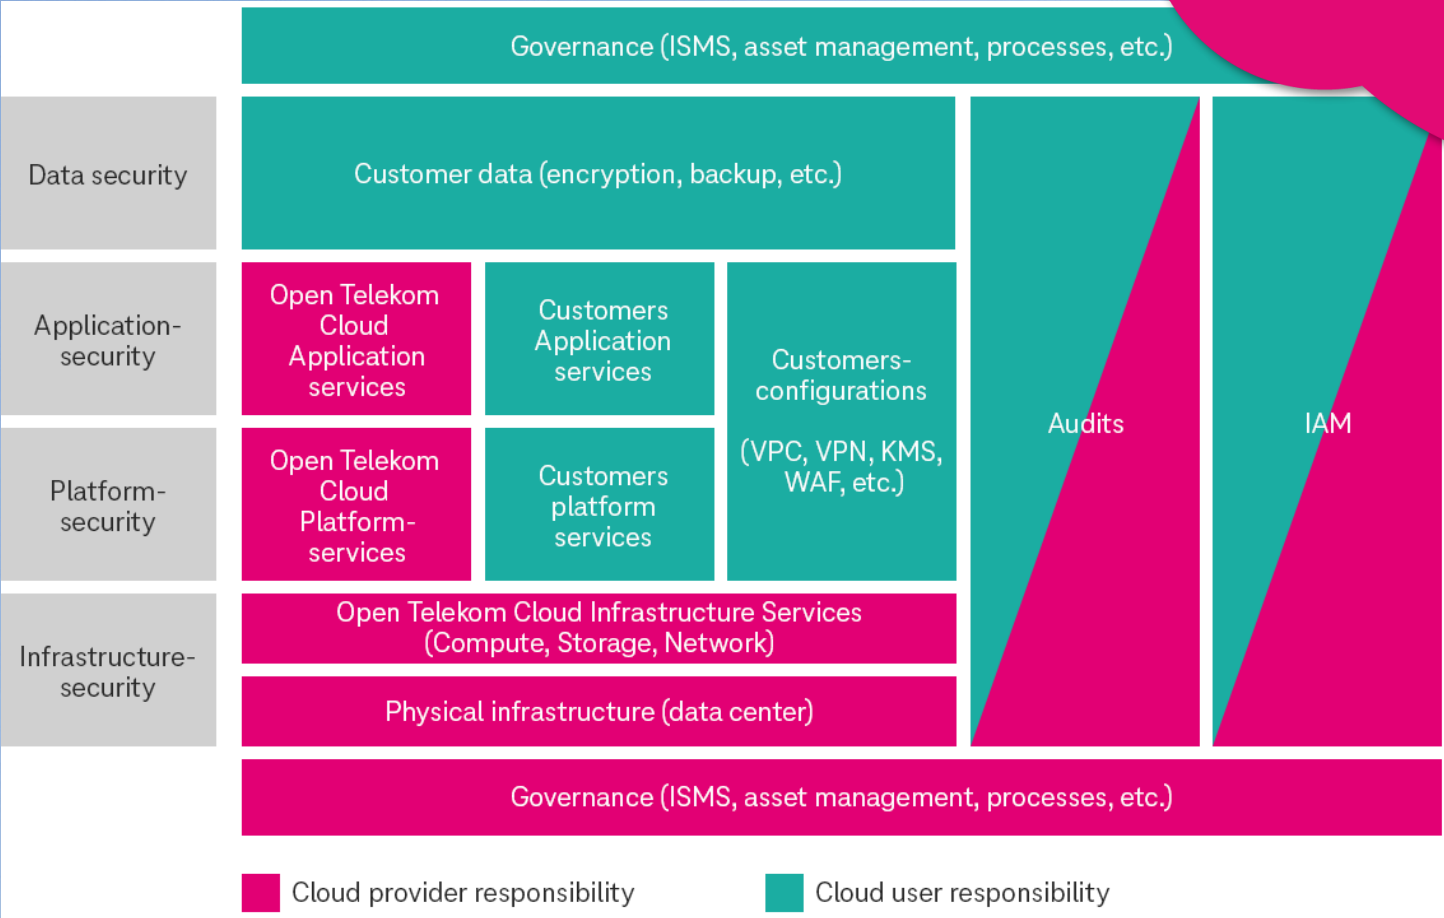 Governance (ISMS, asset management, processes, etc.)
Data security
Customer data (encryption, backup, etc.)
Application-
security
Open Telekom
Cloud
Application
services
Customers
Application
services
Customers-
configurations
(VPC, VPN, KMS,
WAF, etc.)
Audits
IAM
Platform-
security
Open Telekom
Cloud
Platform-
services
Customers
platform
services
Infrastructure-
security
Open Telekom Cloud Infrastructure Services
(Compute, Storage, Network)
Physical infrastructure (data center)
Governance (ISMS, asset management, processes, etc.)
Cloud provider responsibility
Cloud user responsibility